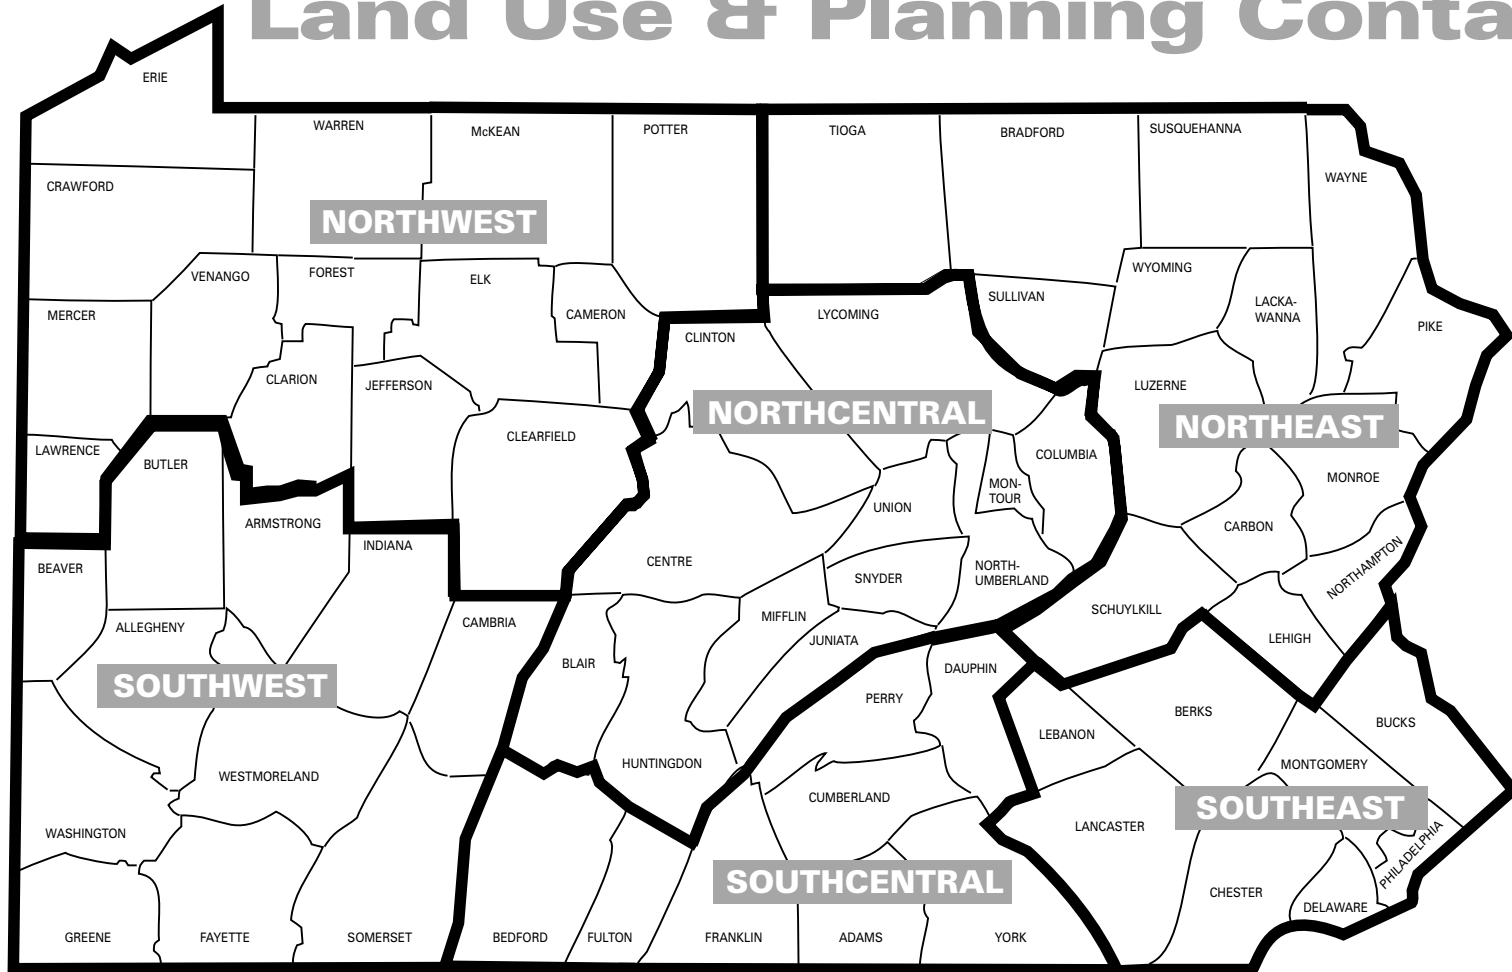 Land Use & Planning Conta
ERIE
WARREN
McKEAN
POTTER
TIOGA
BRADFORD
SUSQUEHANNA
WAYNE
CRAWFORD
NORTHWEST
VENANGO
FOREST
ELK
CAMERON
WYOMING
SULLIVAN
LACKA-
WANNA
PIKE
MERCER
CLINTON
LYCOMING
CLARION
JEFFERSON
LUZERNE
NORTHCENTRAL
NORTHEAST
CLEARFIELD
LAWRENCE
BUTLER
COLUMBIA
MON-
TOUR
MONROE
UNION
ARMSTRONG
INDIANA
CARBON
NORTHAMPTON
BEAVER
CENTRE
SNYDER
NORTH-
UMBERLAND
ALLEGHENY
CAMBRIA
MIFFLIN
JUNIATA
SCHUYLKILL
LEHIGH
BLAIR
DAUPHIN
SOUTHWEST
PERRY
BERKS
BUCKS
LEBANON
HUNTINGDON
MONTGOMERY
WESTMORELAND
CUMBERLAND
SOUTHEAST
WASHINGTON
LANCASTER
PHILADELPHIA
SOUTHCENTRAL
CHESTER
DELAWARE
GREENE
FAYETTE
SOMERSET
BEDFORD
FULTON
FRANKLIN
ADAMS
YORK